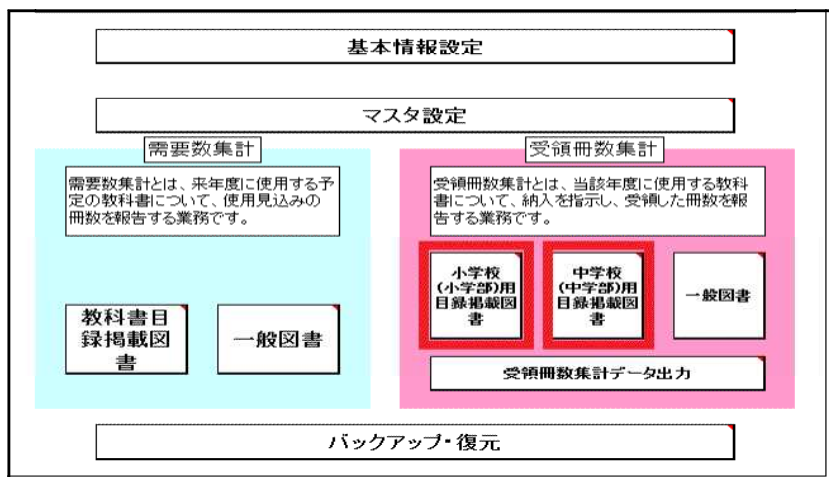 基本情報設定
マスタ設定
需要数集計
需要数集計とは、来年度に使用する予
定の教科書について、使用見込みの
冊数を報告する業務です。
教科書目
録掲載図
書
一般図書
受領冊数集計
受領冊数集計とは、当該年度に使用する教科
書について、納入を指示し、受領した冊数を報
告する業務です。
小学校
(小学部)用
目録掲載図
書
中学校
(中学部)用
目録掲載図
書
一般図書
受領冊数集計データ出力
バックアップ・復元